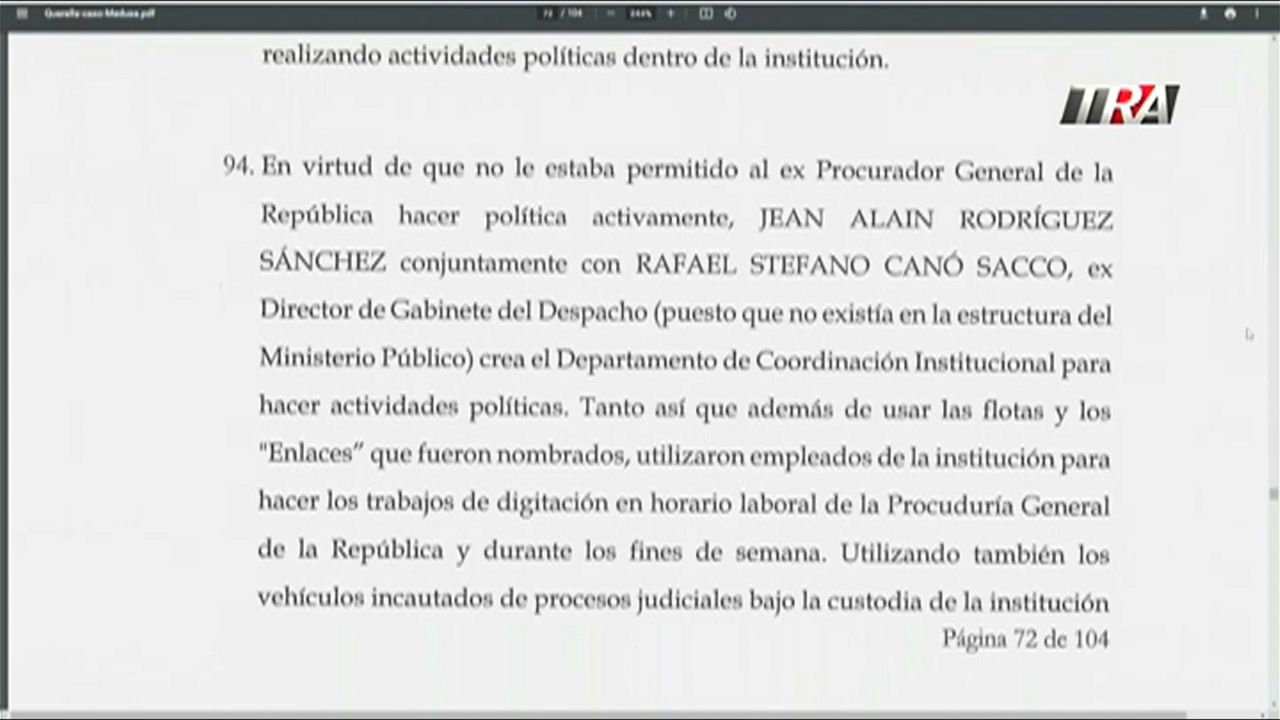 Querella caso Medusa.pdf
72 / 104
realizando actividades políticas dentro de la institución.
TRA
94. En virtud de que no le estaba permitido al ex Procurador General de la
República hacer política activamente, JEAN ALAIN RODRÍGUEZ
SÁNCHEZ conjuntamente con RAFAEL STEFANO CANÓ SACCO, ex
Director de Gabinete del Despacho (puesto que no existía en la estructura del
Ministerio Público) crea el Departamento de Coordinación Institucional para
hacer actividades políticas. Tanto así que además de usar las flotas y los
"Enlaces” que fueron nombrados, utilizaron empleados de la institución para
hacer los trabajos de digitación en horario laboral de la Procuduría General
de la República y durante los fines de semana. Utilizando también los
vehículos incautados de procesos judiciales bajo la custodia de la institución
Página 72 de 104